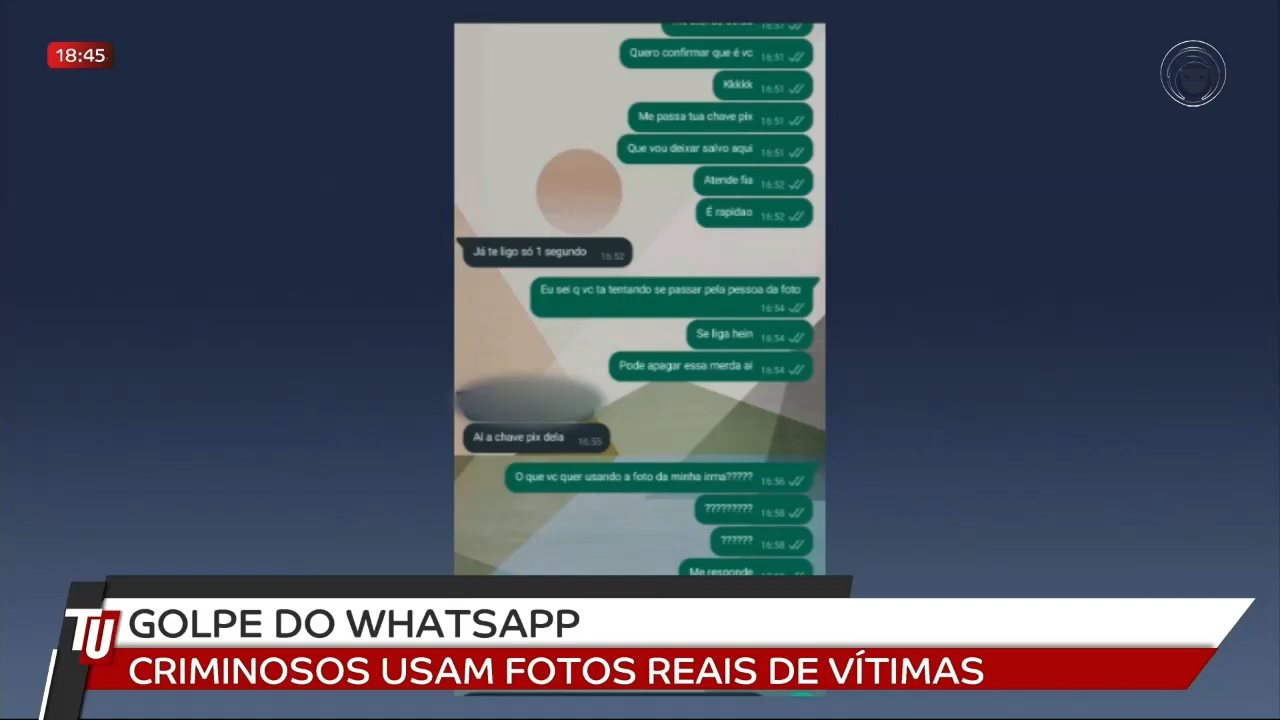 18:45
16:51
Quero confirmar que é vc 16:51
Kkkkk 16:51
Me passa tua chave pix 16:51
Que vou deixar salvo aqui 16:51
Atende fia 16:52
É rapidao 16:52
Já te ligo só 1 segundo 16:52
Eu sei q vc ta tentando se passar pela pessoa da foto
16:54
Se liga hein 16:54
Pode apagar essa merda ai 16:54
Aí a chave pix dela 16:55
O que vc quer usando a foto da minha irma????? 16:56
????????? 16:58
?????? 16:58
Me responde
TU
GOLPE DO WHATSAPP
CRIMINOSOS USAM FOTOS REAIS DE VÍTIMAS